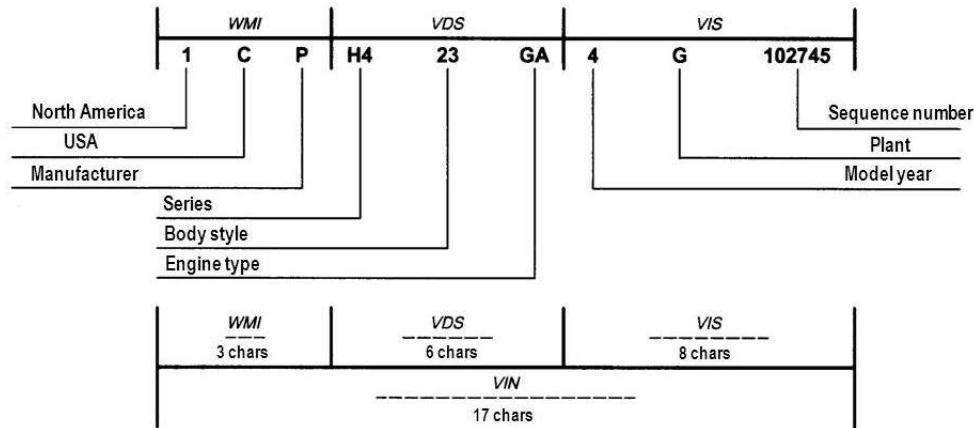 WMI VDS VIS
1 C P H4 23 GA 4 G 102745
North America Sequence number
USA Plant
Manufacturer Model year
Series
Body style
Engine type
WMI VDS VIS
3 chars 6 chars 8 chars
VIN
17 chars